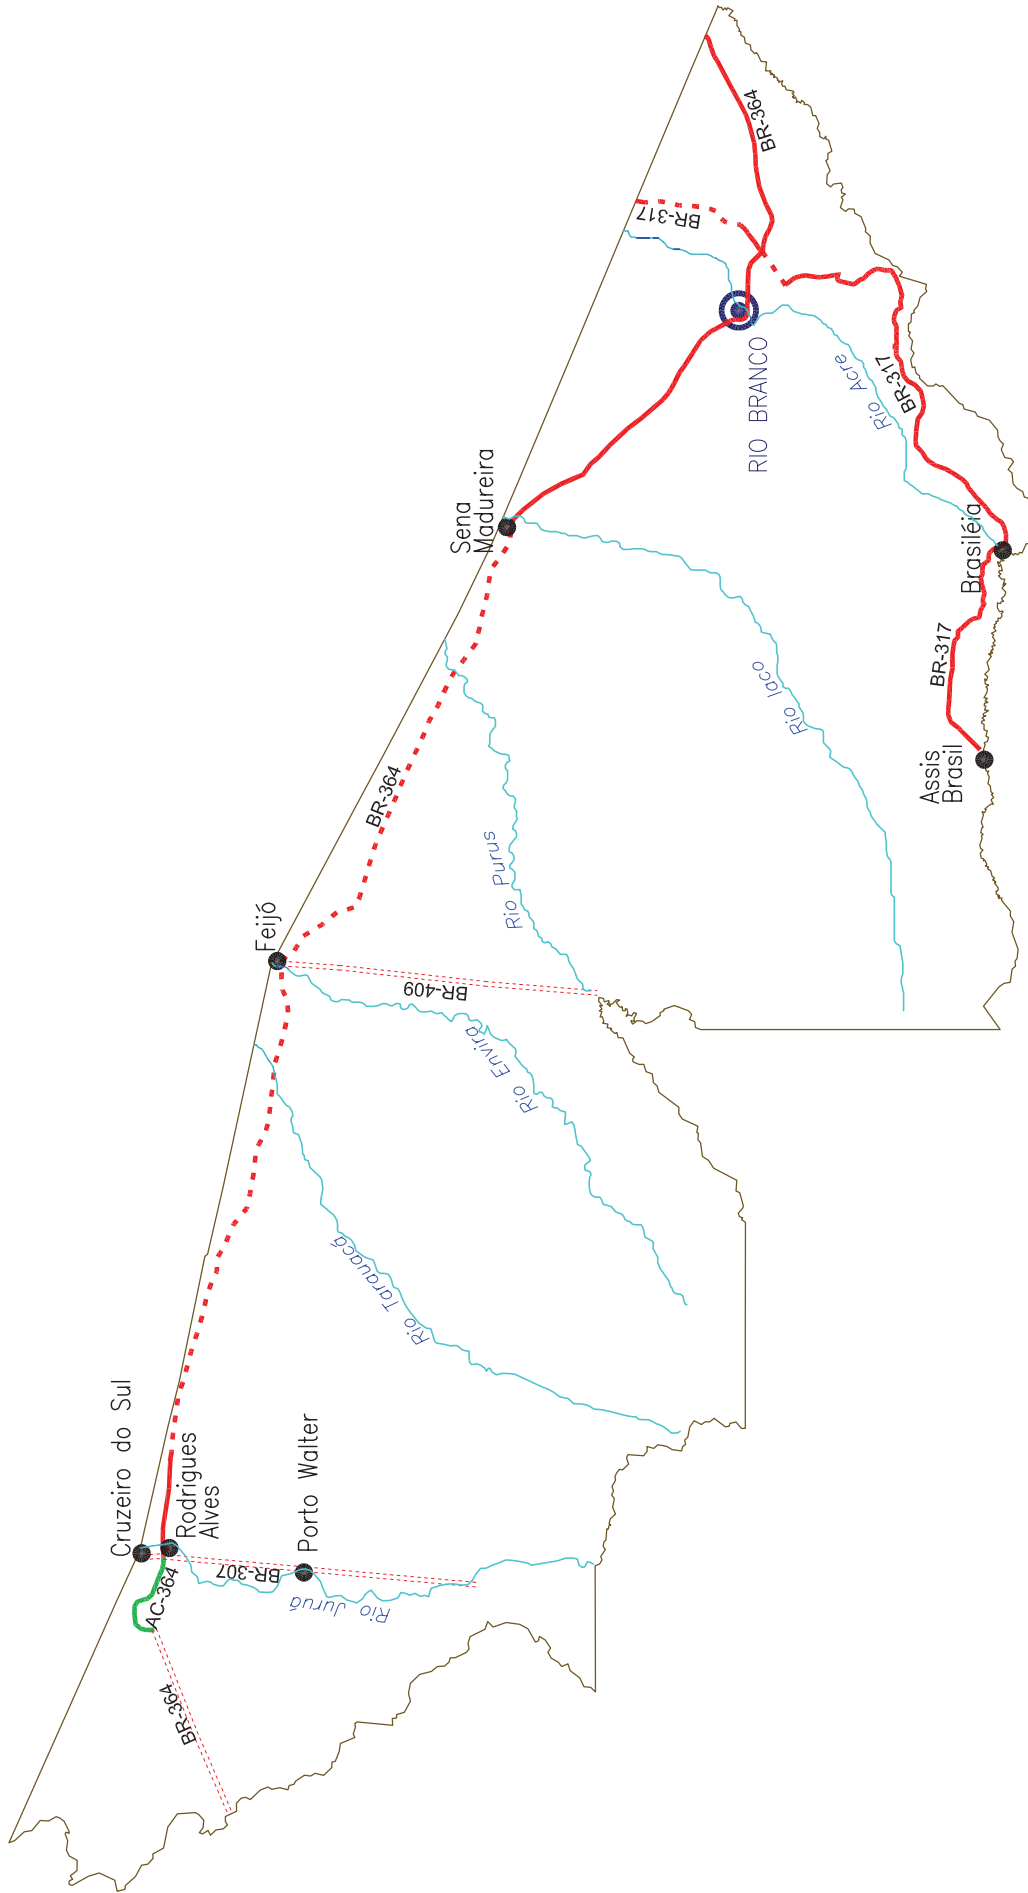 Cruzeiro do Sul
Rodrigues
Alves
Porto Walter
AC-364
BR-364
BR-307
Rio Juruá
Rio Tarauacá
Rio Envira
Feijó
BR-409
BR-364
Rio Purus
Sena
Madureira
Rio Iaco
RIO BRANCO
BR-317
BR-364
Rio Acre
BR-317
Brasiléia
BR-317
Assis
Brasil